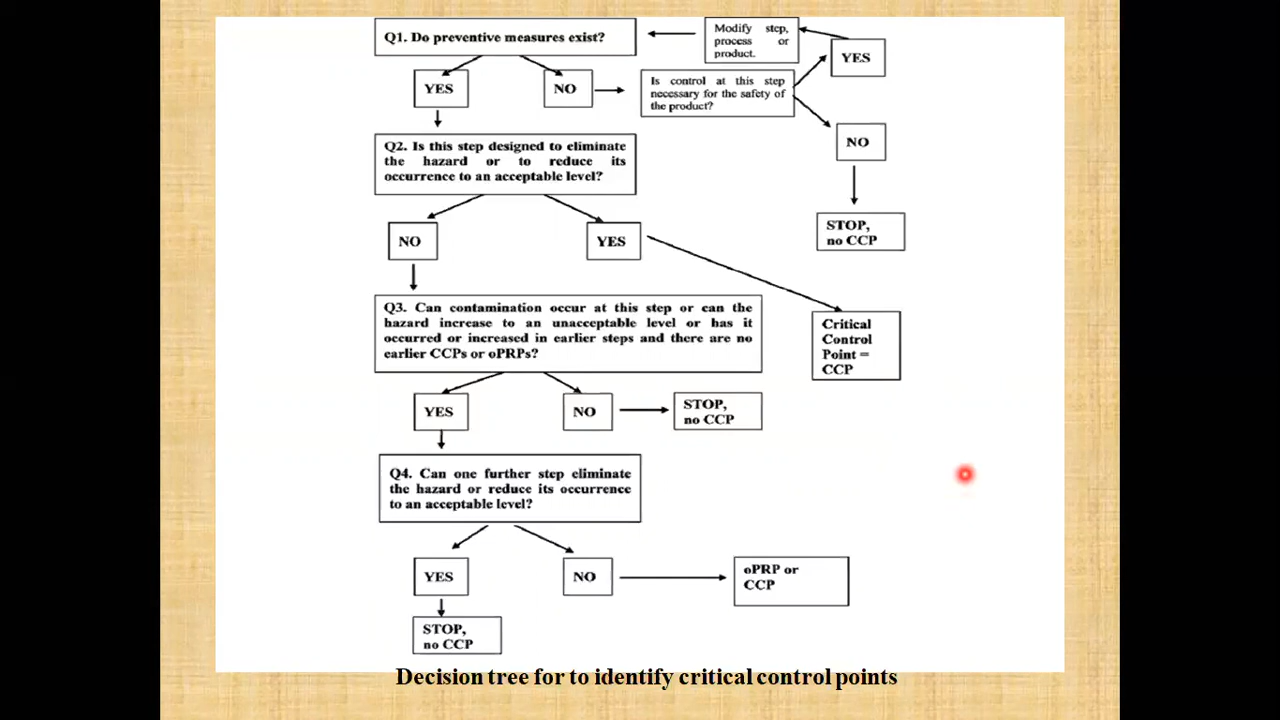 Q1. Do preventive measures exist?
Modify step,
process or
product.
YES
YES
NO
Is control at this step
necessary for the safety of
the product?
NO
Q2. Is this step designed to eliminate
the hazard or to reduce its
occurrence to an acceptable level?
STOP,
no CCP
NO
YES
Q3. Can contamination occur at this step or can the
hazard increase to an unacceptable level or has it
occurred or increased in earlier steps and there are no
earlier CCPs or oPRPs?
Critical
Control
Point =
CCP
YES
NO
STOP,
no CCP
Q4. Can one further step eliminate
the hazard or reduce its occurrence
to an acceptable level?
YES
NO
oPRP or
CCP
STOP,
no CCP
Decision tree for to identify critical control points